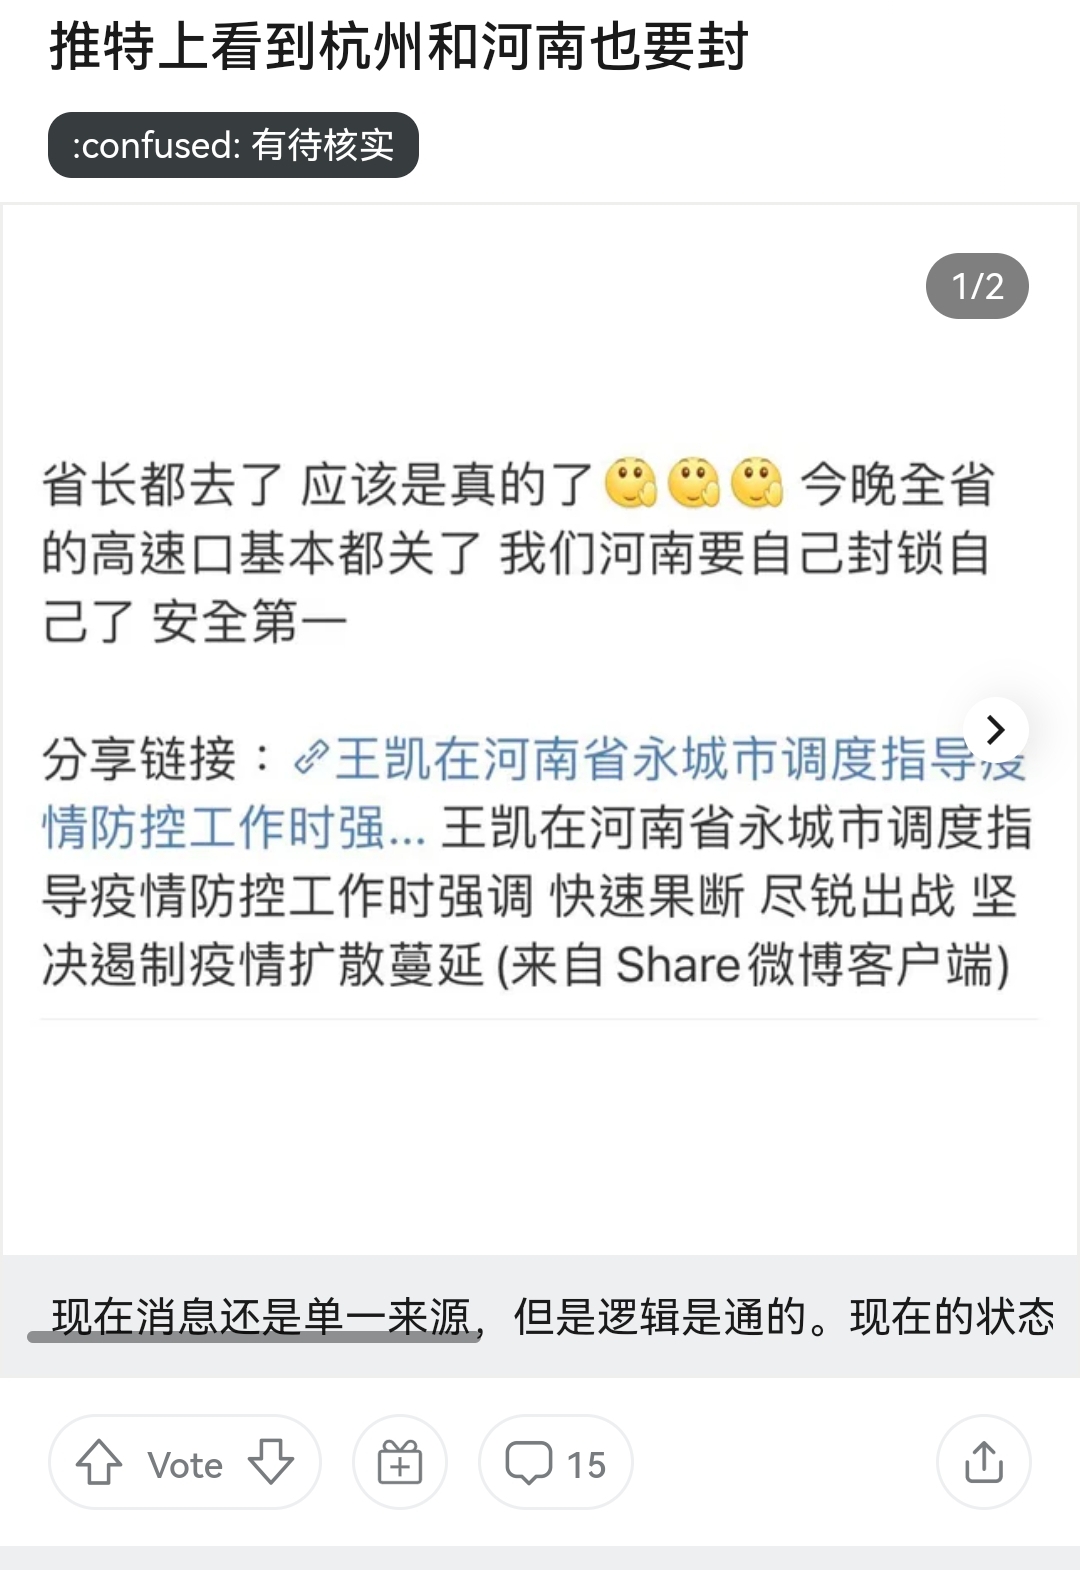 推特上看到杭州和河南也要封
:confused: 有待核实
1/2
省长都去了 应该是真的了 今晚全省
的高速口基本都关了 我们河南要自己封锁自
己了 安全第一
分享链接：王凯在河南省永城市调度指导疫
情防控工作时强... 王凯在河南省永城市调度指
导疫情防控工作时强调 快速果断 尽锐出战 坚
决遏制疫情扩散蔓延 (来自Share微博客户端)
现在消息还是单一来源，但是逻辑是通的。现在的状态
Vote
15